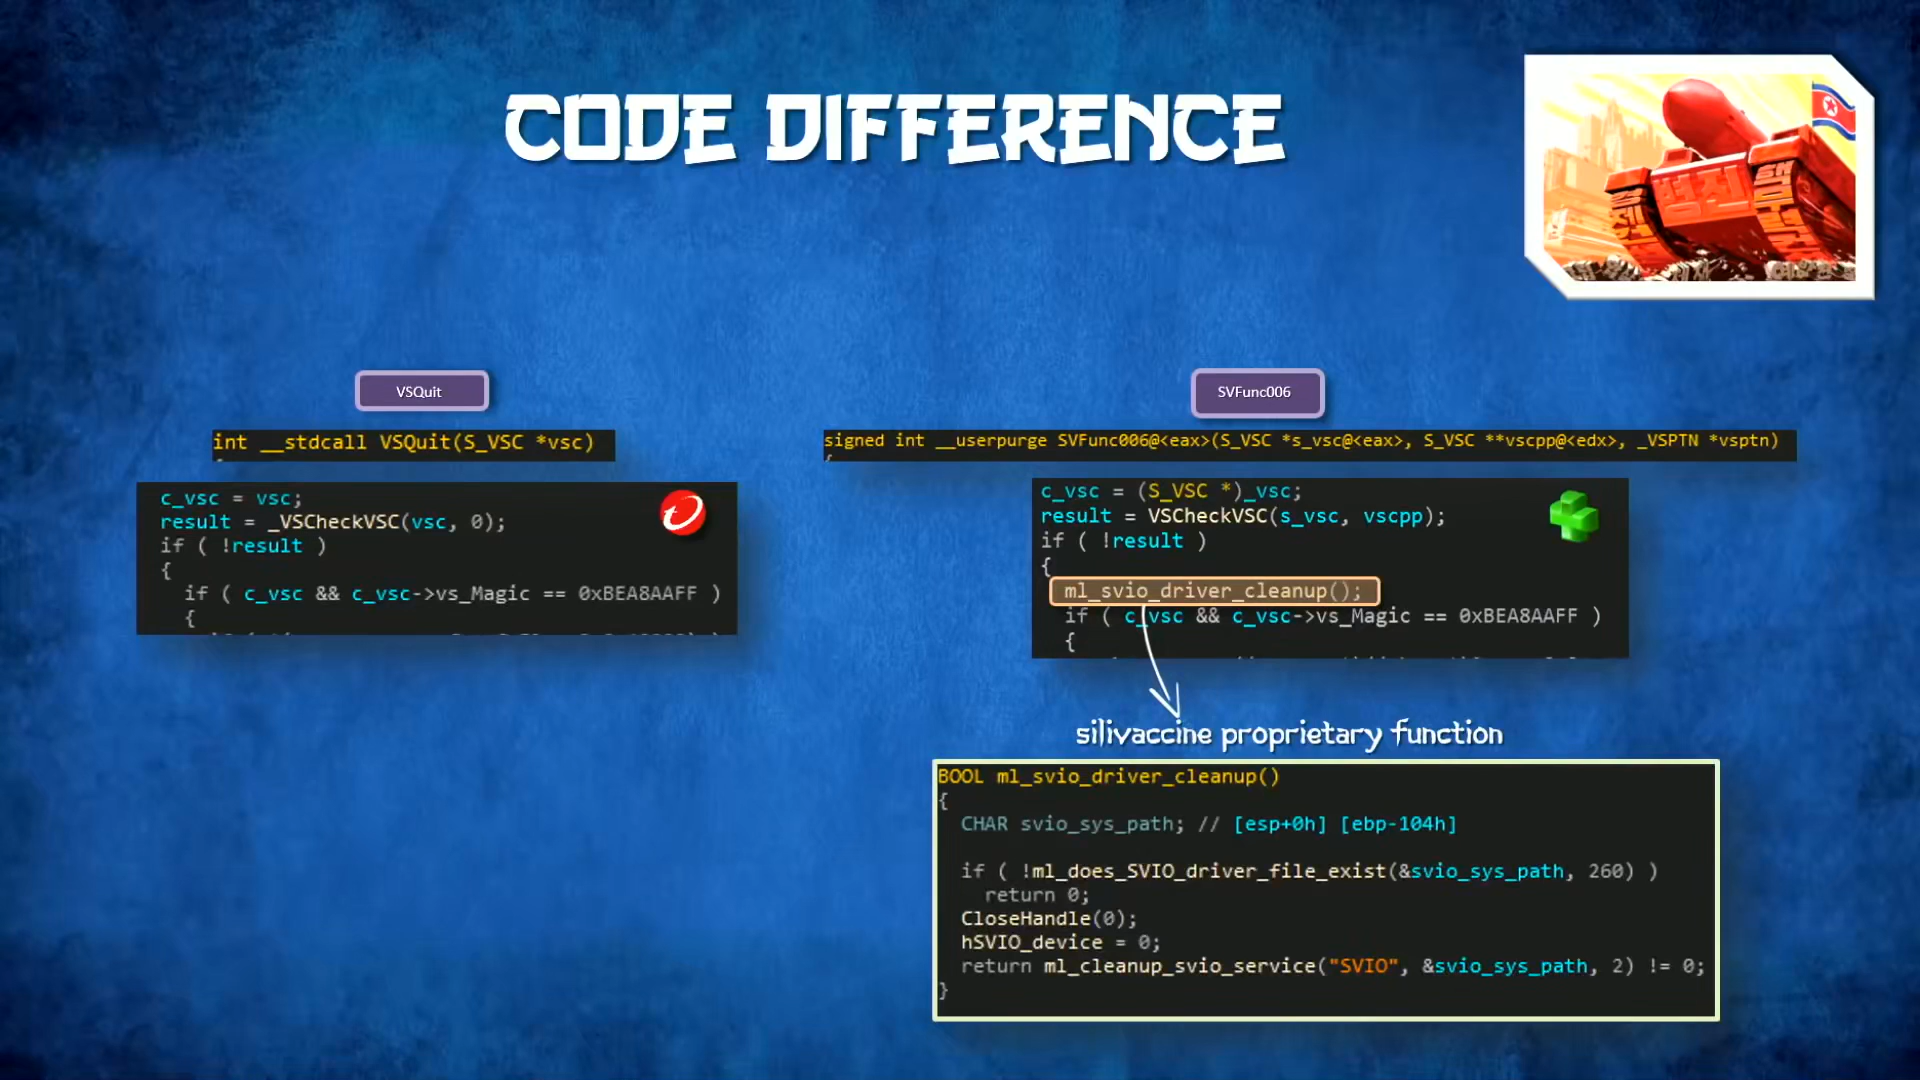 CODE DIFFERENCE
VSQuit
int __stdcall VSQuit(S_VSC *vsc)
c_vsc = vsc;
result = _VSCheckVSC(vsc, 0);
if ( !result )
{
if ( c_vsc && c_vsc->vs_Magic == 0xBEA8AAFF )
{
SVFunc006
signed int __userpurge SVFunc006@<eax>(S_VSC *s_vsc@<eax>, S_VSC **vscpp@<edx>, _VSPTN *vsptn)
{
c_vsc = (S_VSC *)_vsc;
result = VSCheckVSC(s_vsc, vscpp);
if ( !result )
{
ml_svio_driver_cleanup();
if ( c_vsc && c_vsc->vs_Magic == 0xBEA8AAFF )
{
silivaccine proprietary function
BOOL ml_svio_driver_cleanup()
{
CHAR svio_sys_path; // [esp+0h] [ebp-104h]
if ( !ml_does_SVIO_driver_file_exist(&svio_sys_path, 260) )
return 0;
CloseHandle(0);
hSVIO_device = 0;
return ml_cleanup_svio_service("SVIO", &svio_sys_path, 2) != 0;
}